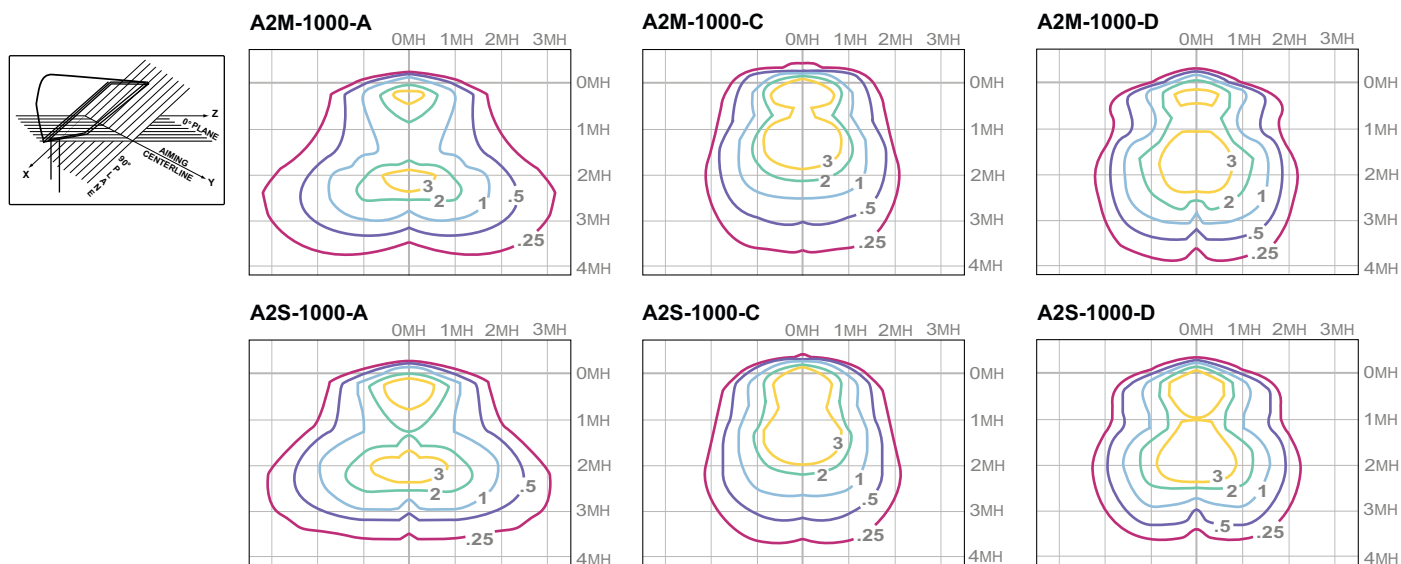 A2M-1000-A
0MH 1MH 2MH 3MH
0MH
1MH
2MH
3MH
4MH
3
2
1
.5
.25
A2M-1000-C
0MH 1MH 2MH 3MH
0MH
1MH
2MH
3MH
4MH
3
2
1
.5
.25
A2M-1000-D
0MH 1MH 2MH 3MH
0MH
1MH
2MH
3MH
4MH
3
2
1
.5
.25
Z
0° PLANE
AIMING
CENTERLINE
X
90°
PLANE
Y
A2S-1000-A
0MH 1MH 2MH 3MH
0MH
1MH
2MH
3MH
4MH
3
2
1
.5
.25
A2S-1000-C
0MH 1MH 2MH 3MH
0MH
1MH
2MH
3MH
4MH
3
2
1
.5
.25
A2S-1000-D
0MH 1MH 2MH 3MH
0MH
1MH
2MH
3MH
4MH
3
2
1
.5
.25